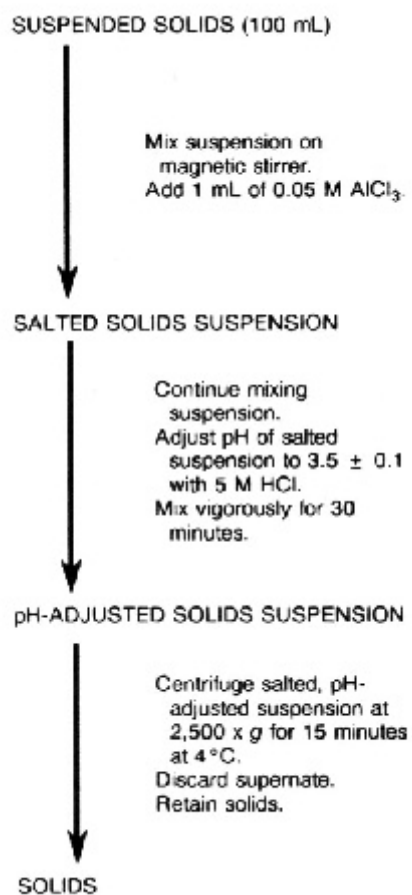 SUSPENDED SOLIDS (100 mL)
Mix suspension on
magnetic stirrer.
Add 1 mL of 0.05 M AlCl₃.
SALTED SOLIDS SUSPENSION
Continue mixing
suspension.
Adjust pH of salted
suspension to 3.5 ± 0.1
with 5 M HCl.
Mix vigorously for 30
minutes.
pH-ADJUSTED SOLIDS SUSPENSION
Centrifuge salted, pH-
adjusted suspension at
2,500 x g for 15 minutes
at 4°C.
Discard supernate.
Retain solids.
SOLIDS